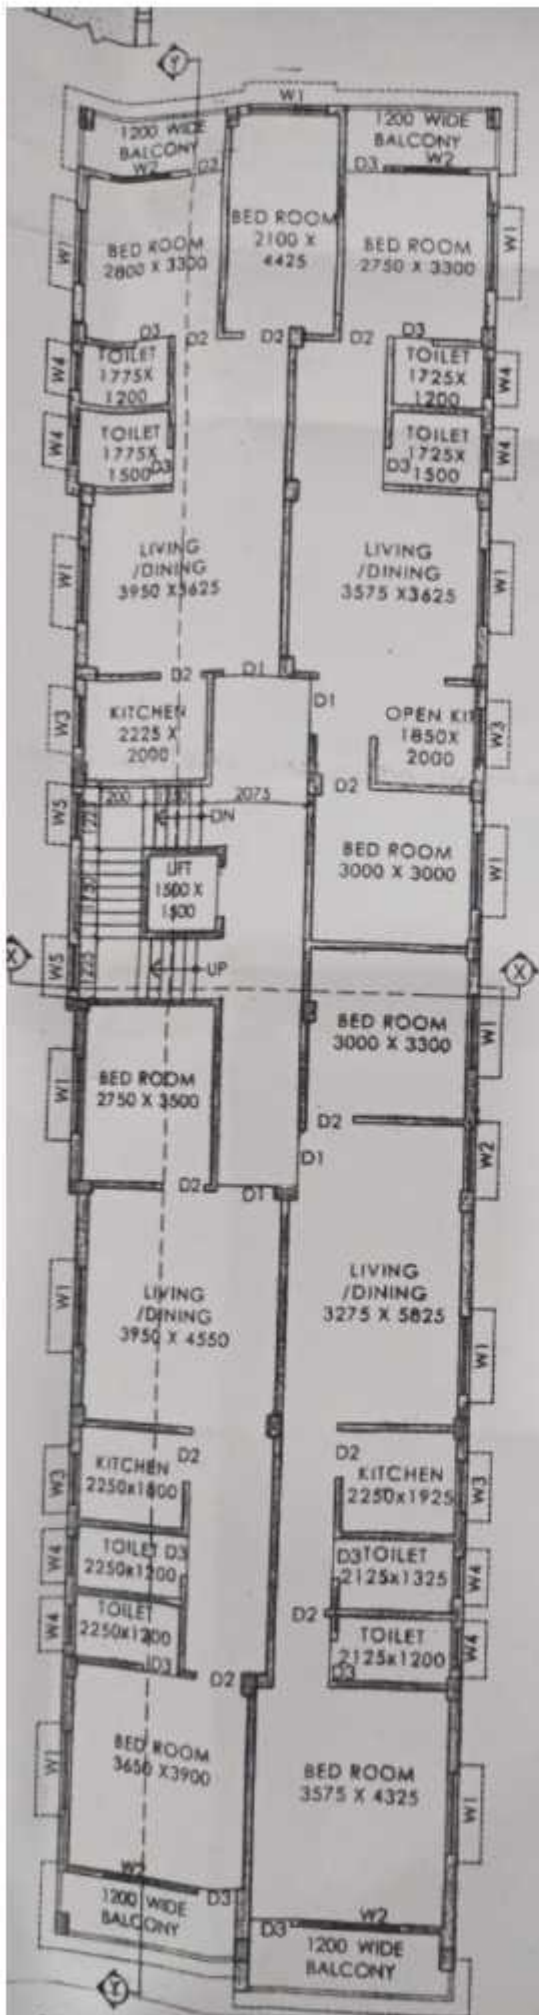 Y
W1
1200 WIDE
BALCONY
W2
D3
1200 WIDE
BALCONY
W2
D3
BED ROOM
2800 X 3300
BED ROOM
2100 X
4425
BED ROOM
2750 X 3300
W1
W1
D3
D2
D2
D2
D3
TOILET
1775X
1200
TOILET
1725X
1200
W4
W4
TOILET
1775X
1500
D3
TOILET
1725X
1500
D3
W4
W4
LIVING
/DINING
3950 X3625
LIVING
/DINING
3575 X3625
W1
W1
D2
D1
D1
KITCHEN
2225 X
2000
OPEN KIT
1850X
2000
W3
W3
D2
2075
DN
W5
BED ROOM
3000 X 3000
W1
LIFT
1500 X
1500
1750
1225
W5
UP
X
X
BED ROOM
3000 X 3300
W1
BED ROOM
2750 X 3500
W1
D2
D1
W2
D2
D1
LIVING
/DINING
3950 X 4550
LIVING
/DINING
3275 X 5825
W1
W1
D2
D2
KITCHEN
2250x1800
KITCHEN
2250x1925
W3
W3
TOILET D3
2250x1200
D3 TOILET
2125x1325
W4
W4
TOILET
2250x1200
D2
TOILET
2125x1200
W4
W4
D3
D2
D3
BED ROOM
3650 X3900
BED ROOM
3575 X 4325
W1
W1
W2
D3
1200 WIDE
BALCONY
D3
W2
1200 WIDE
BALCONY
Y